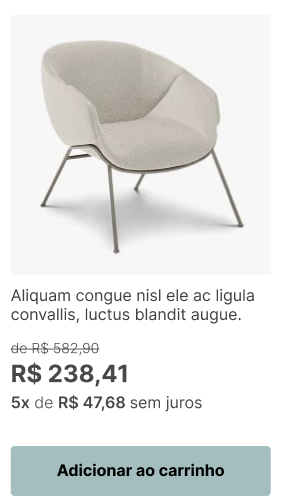 Aliquam congue nisl ele ac ligula
convallis, luctus blandit augue.
de R$ 582,90
R$ 238,41
5x de R$ 47,68 sem juros
Adicionar ao carrinho